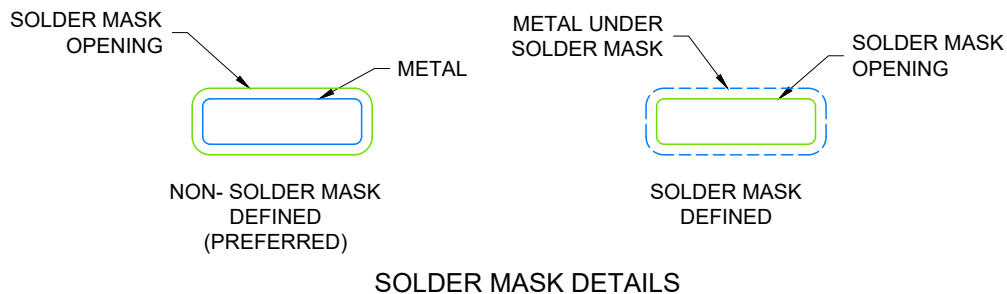 SOLDER MASK
OPENING
METAL
NON- SOLDER MASK
DEFINED
(PREFERRED)
METAL UNDER
SOLDER MASK
SOLDER MASK
OPENING
SOLDER MASK
DEFINED
SOLDER MASK DETAILS